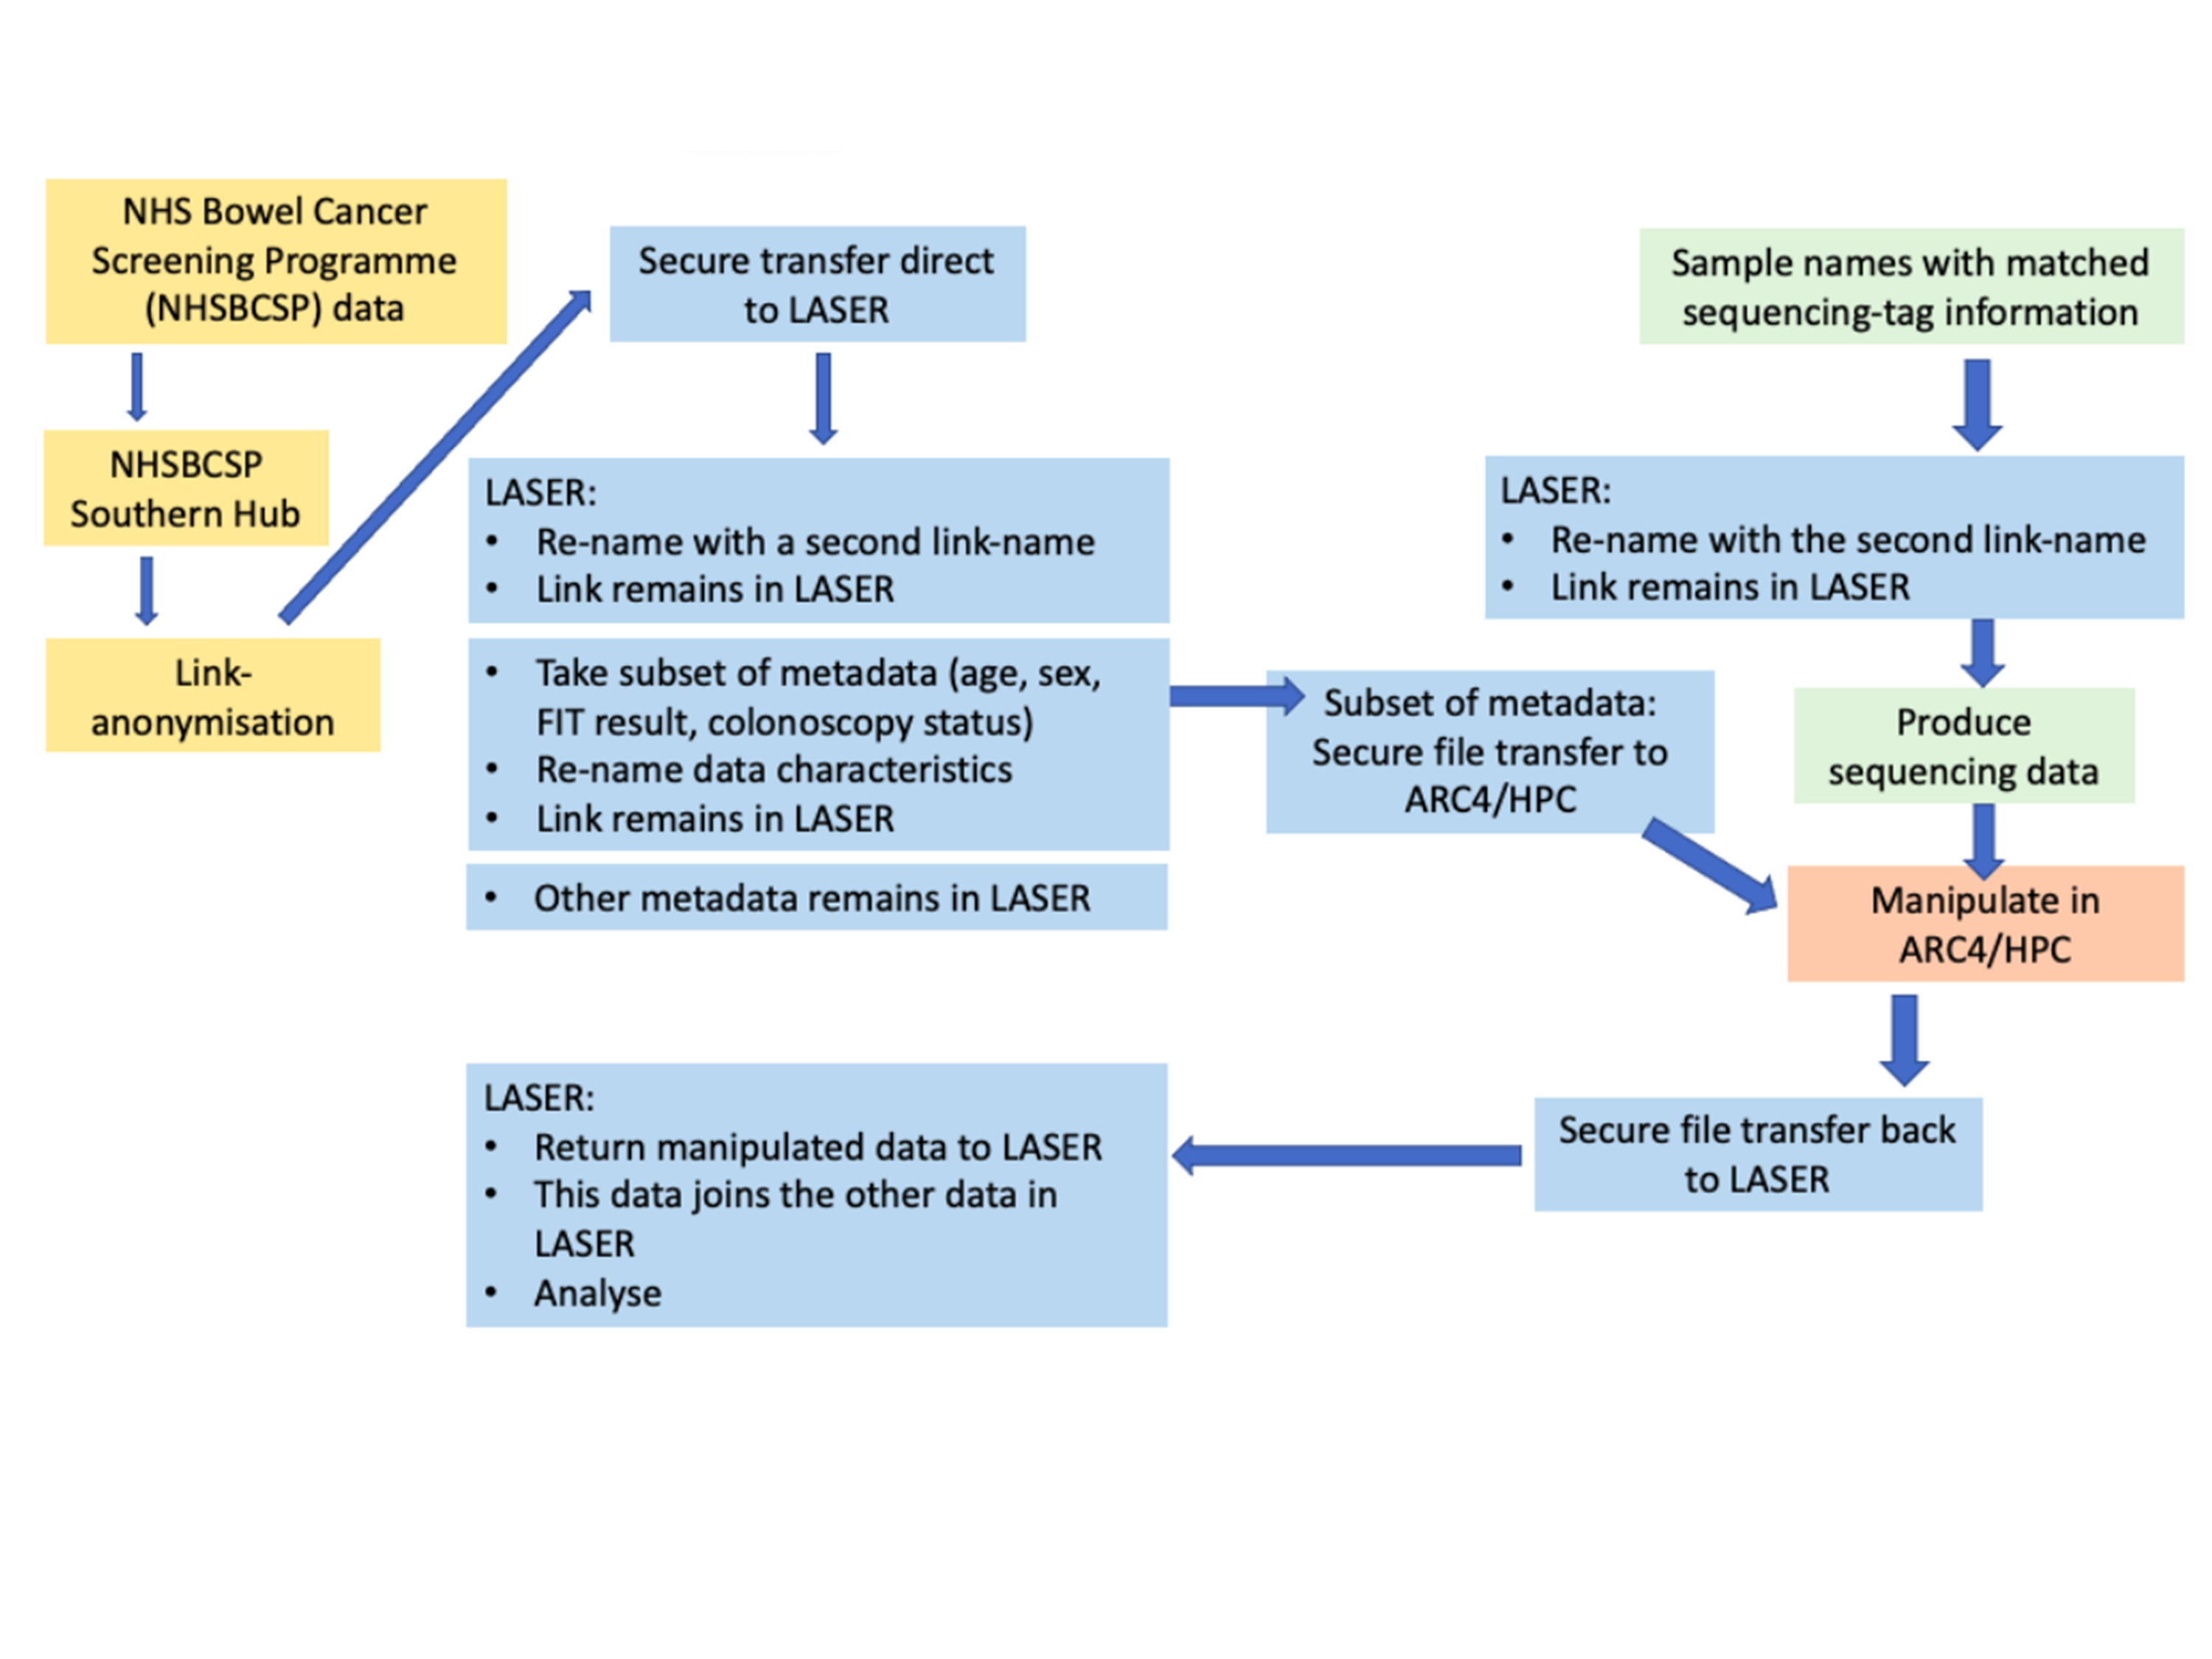 NHS Bowel Cancer
Screening Programme
(NHSBCSP) data
NHSBCSP
Southern Hub
Link-
anonymisation
Secure transfer direct
to LASER
LASER:
• Re-name with a second link-name
• Link remains in LASER
• Take subset of metadata (age, sex,
FIT result, colonoscopy status)
• Re-name data characteristics
• Link remains in LASER
• Other metadata remains in LASER
Subset of metadata:
Secure file transfer to
ARC4/HPC
Sample names with matched
sequencing-tag information
LASER:
• Re-name with the second link-name
• Link remains in LASER
Produce
sequencing data
Manipulate in
ARC4/HPC
Secure file transfer back
to LASER
LASER:
• Return manipulated data to LASER
• This data joins the other data in
LASER
• Analyse